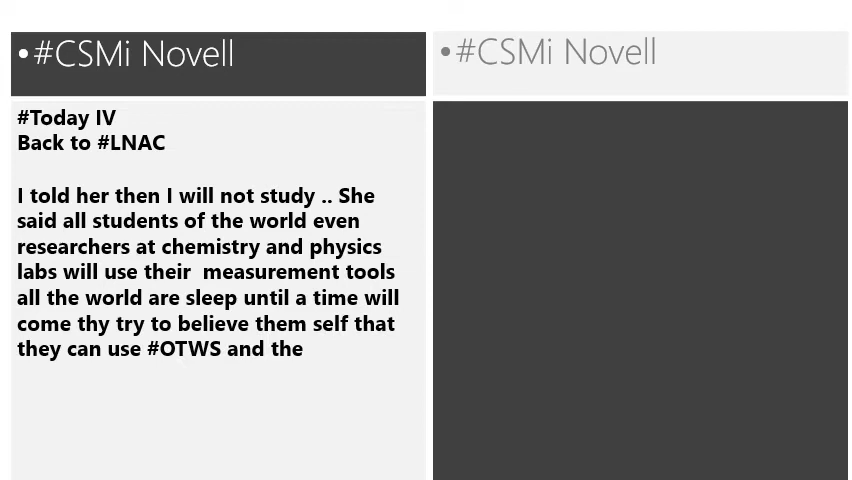 •#CSMi Novell
•#CSMi Novell
#Today IV
Back to #LNAC
I told her then I will not study .. She
said all students of the world even
researchers at chemistry and physics
labs will use their  measurement tools
all the world are sleep until a time will
come thy try to believe them self that
they can use #OTWS and the